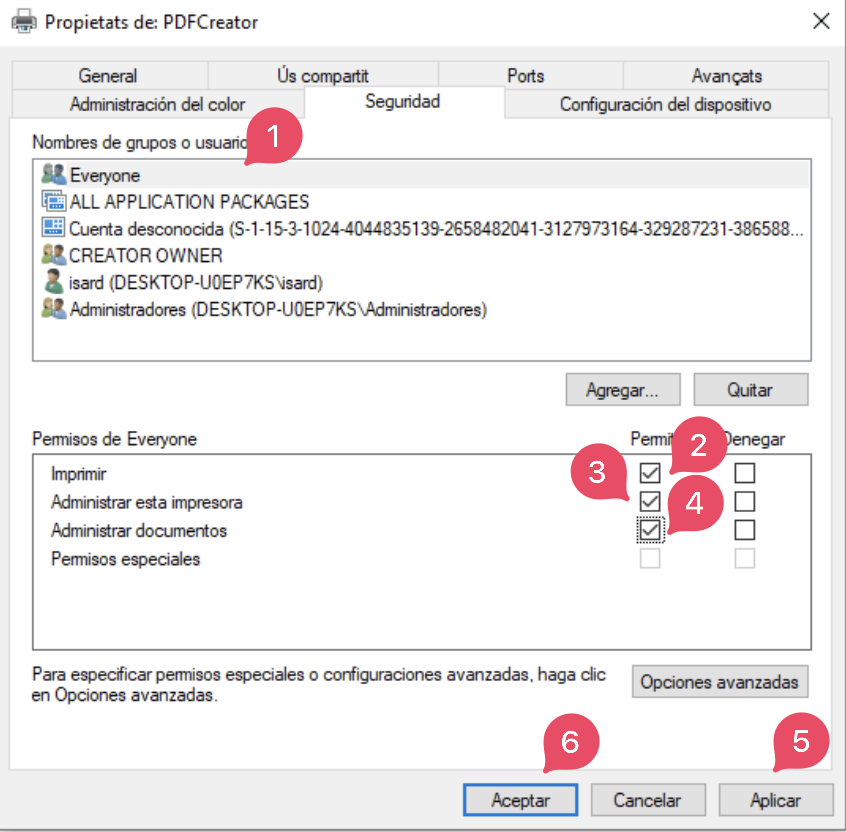 Propietats de: PDFCreator
General
Ús compartit
Ports
Avançats
Administración del color
Seguridad
Configuración del dispositivo
Nombres de grupos o usuario
1
Everyone
ALL APPLICATION PACKAGES
Cuenta desconocida (S-1-15-3-1024-4044835139-2658482041-3127973164-329287231-386588...
CREATOR OWNER
isard (DESKTOP-U0EP7KS\isard)
Administradores (DESKTOP-U0EP7KS\Administradores)
Agregar...
Quitar
Permisos de Everyone
Permit
2
Denegar
Imprimir
3
Administrar esta impresora
4
Administrar documentos
Permisos especiales
Para especificar permisos especiales o configuraciones avanzadas, haga clic
en Opciones avanzadas.
Opciones avanzadas
6
5
Aceptar
Cancelar
Aplicar